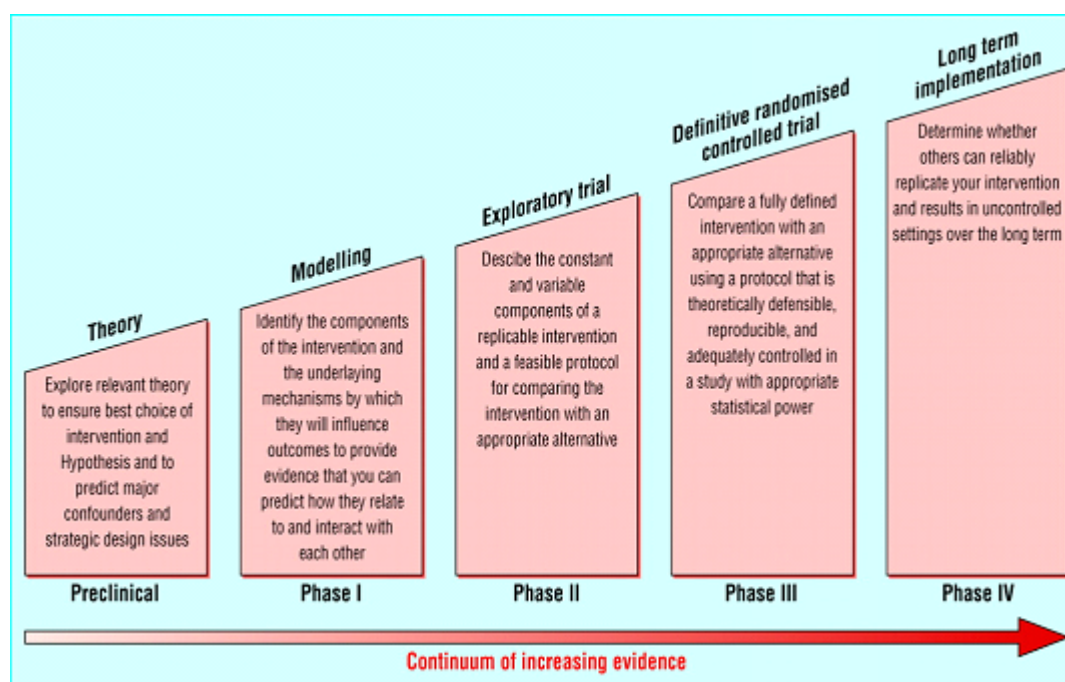 Theory
Explore relevant theory
to ensure best choice of
intervention and
Hypothesis and to
predict major
confounders and
strategic design issues
Preclinical
Modelling
Identify the components
of the intervention and
the underlaying
mechanisms by which
they will influence
outcomes to provide
evidence that you can
predict how they relate
to and interact with
each other
Phase I
Exploratory trial
Descibe the constant
and variable
components of a
replicable intervention
and a feasible protocol
for comparing the
intervention with an
appropriate alternative
Phase II
Definitive randomised
controlled trial
Compare a fully defined
intervention with an
appropriate alternative
using a protocol that is
theoretically defensible,
reproducible, and
adequately controlled in
a study with appropriate
statistical power
Phase III
Long term
implementation
Determine whether
others can reliably
replicate your intervention
and results in uncontrolled
settings over the long term
Phase IV
Continuum of increasing evidence